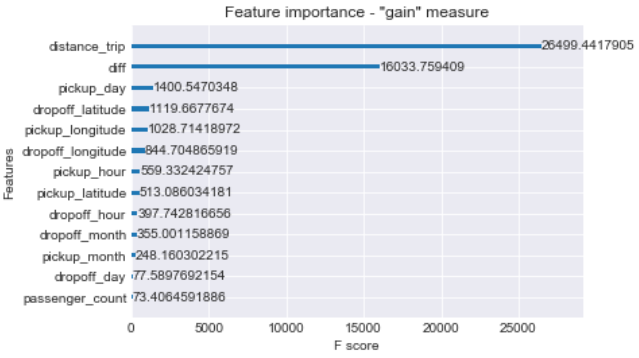 Feature importance - "gain" measure
distance_trip 26499.4417905
diff 16033.759409
pickup_day 1400.5470348
dropoff_latitude 1119.6677674
pickup_longitude 1028.71418972
dropoff_longitude 844.704865919
pickup_hour 559.332424757
pickup_latitude 513.086034181
dropoff_hour 397.742816656
dropoff_month 355.001158869
pickup_month 248.160302215
dropoff_day 77.5897692154
passenger_count 73.4064591886
Features
0 5000 10000 15000 20000 25000
F score